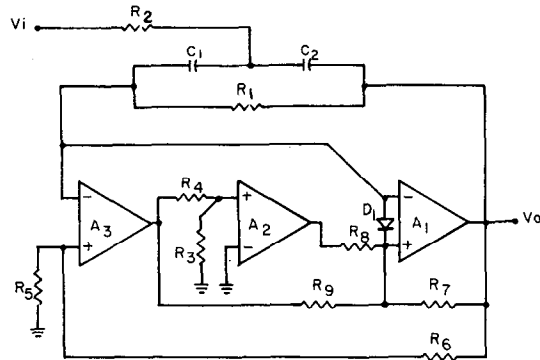 Vi
R2
C1
C2
R1
−
A3
+
R4
R3
+
A2
−
D1
−
A1
+
Vo
R8
R5
R9
R7
R6